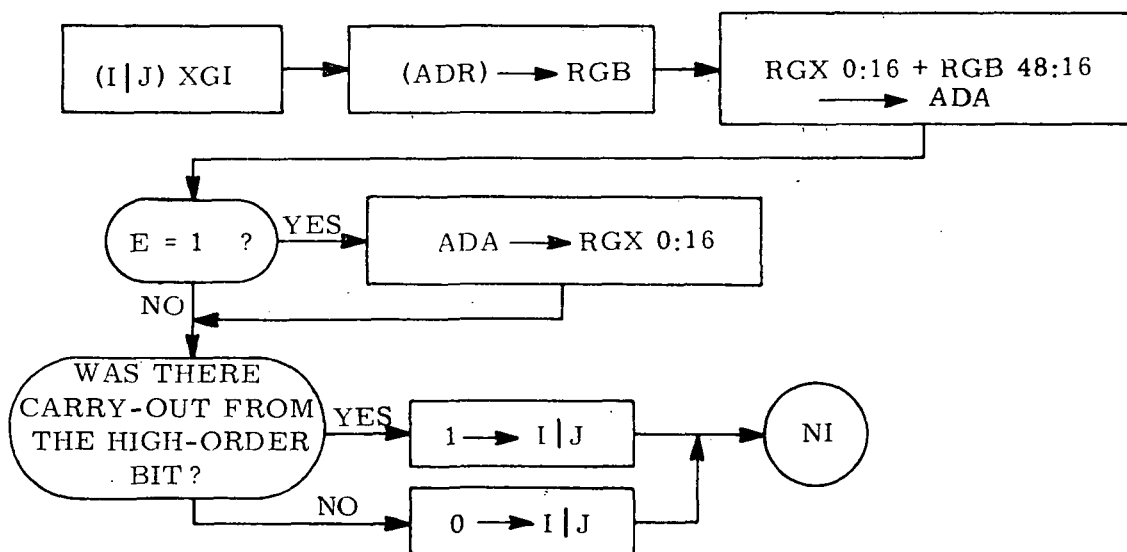 (I|J) XGI
(ADR) → RGB
RGX 0:16 + RGB 48:16
→ ADA
E = 1 ?
YES
ADA → RGX 0:16
NO
WAS THERE
CARRY-OUT FROM
THE HIGH-ORDER
BIT?
YES
1 → I|J
NI
NO
0 → I|J